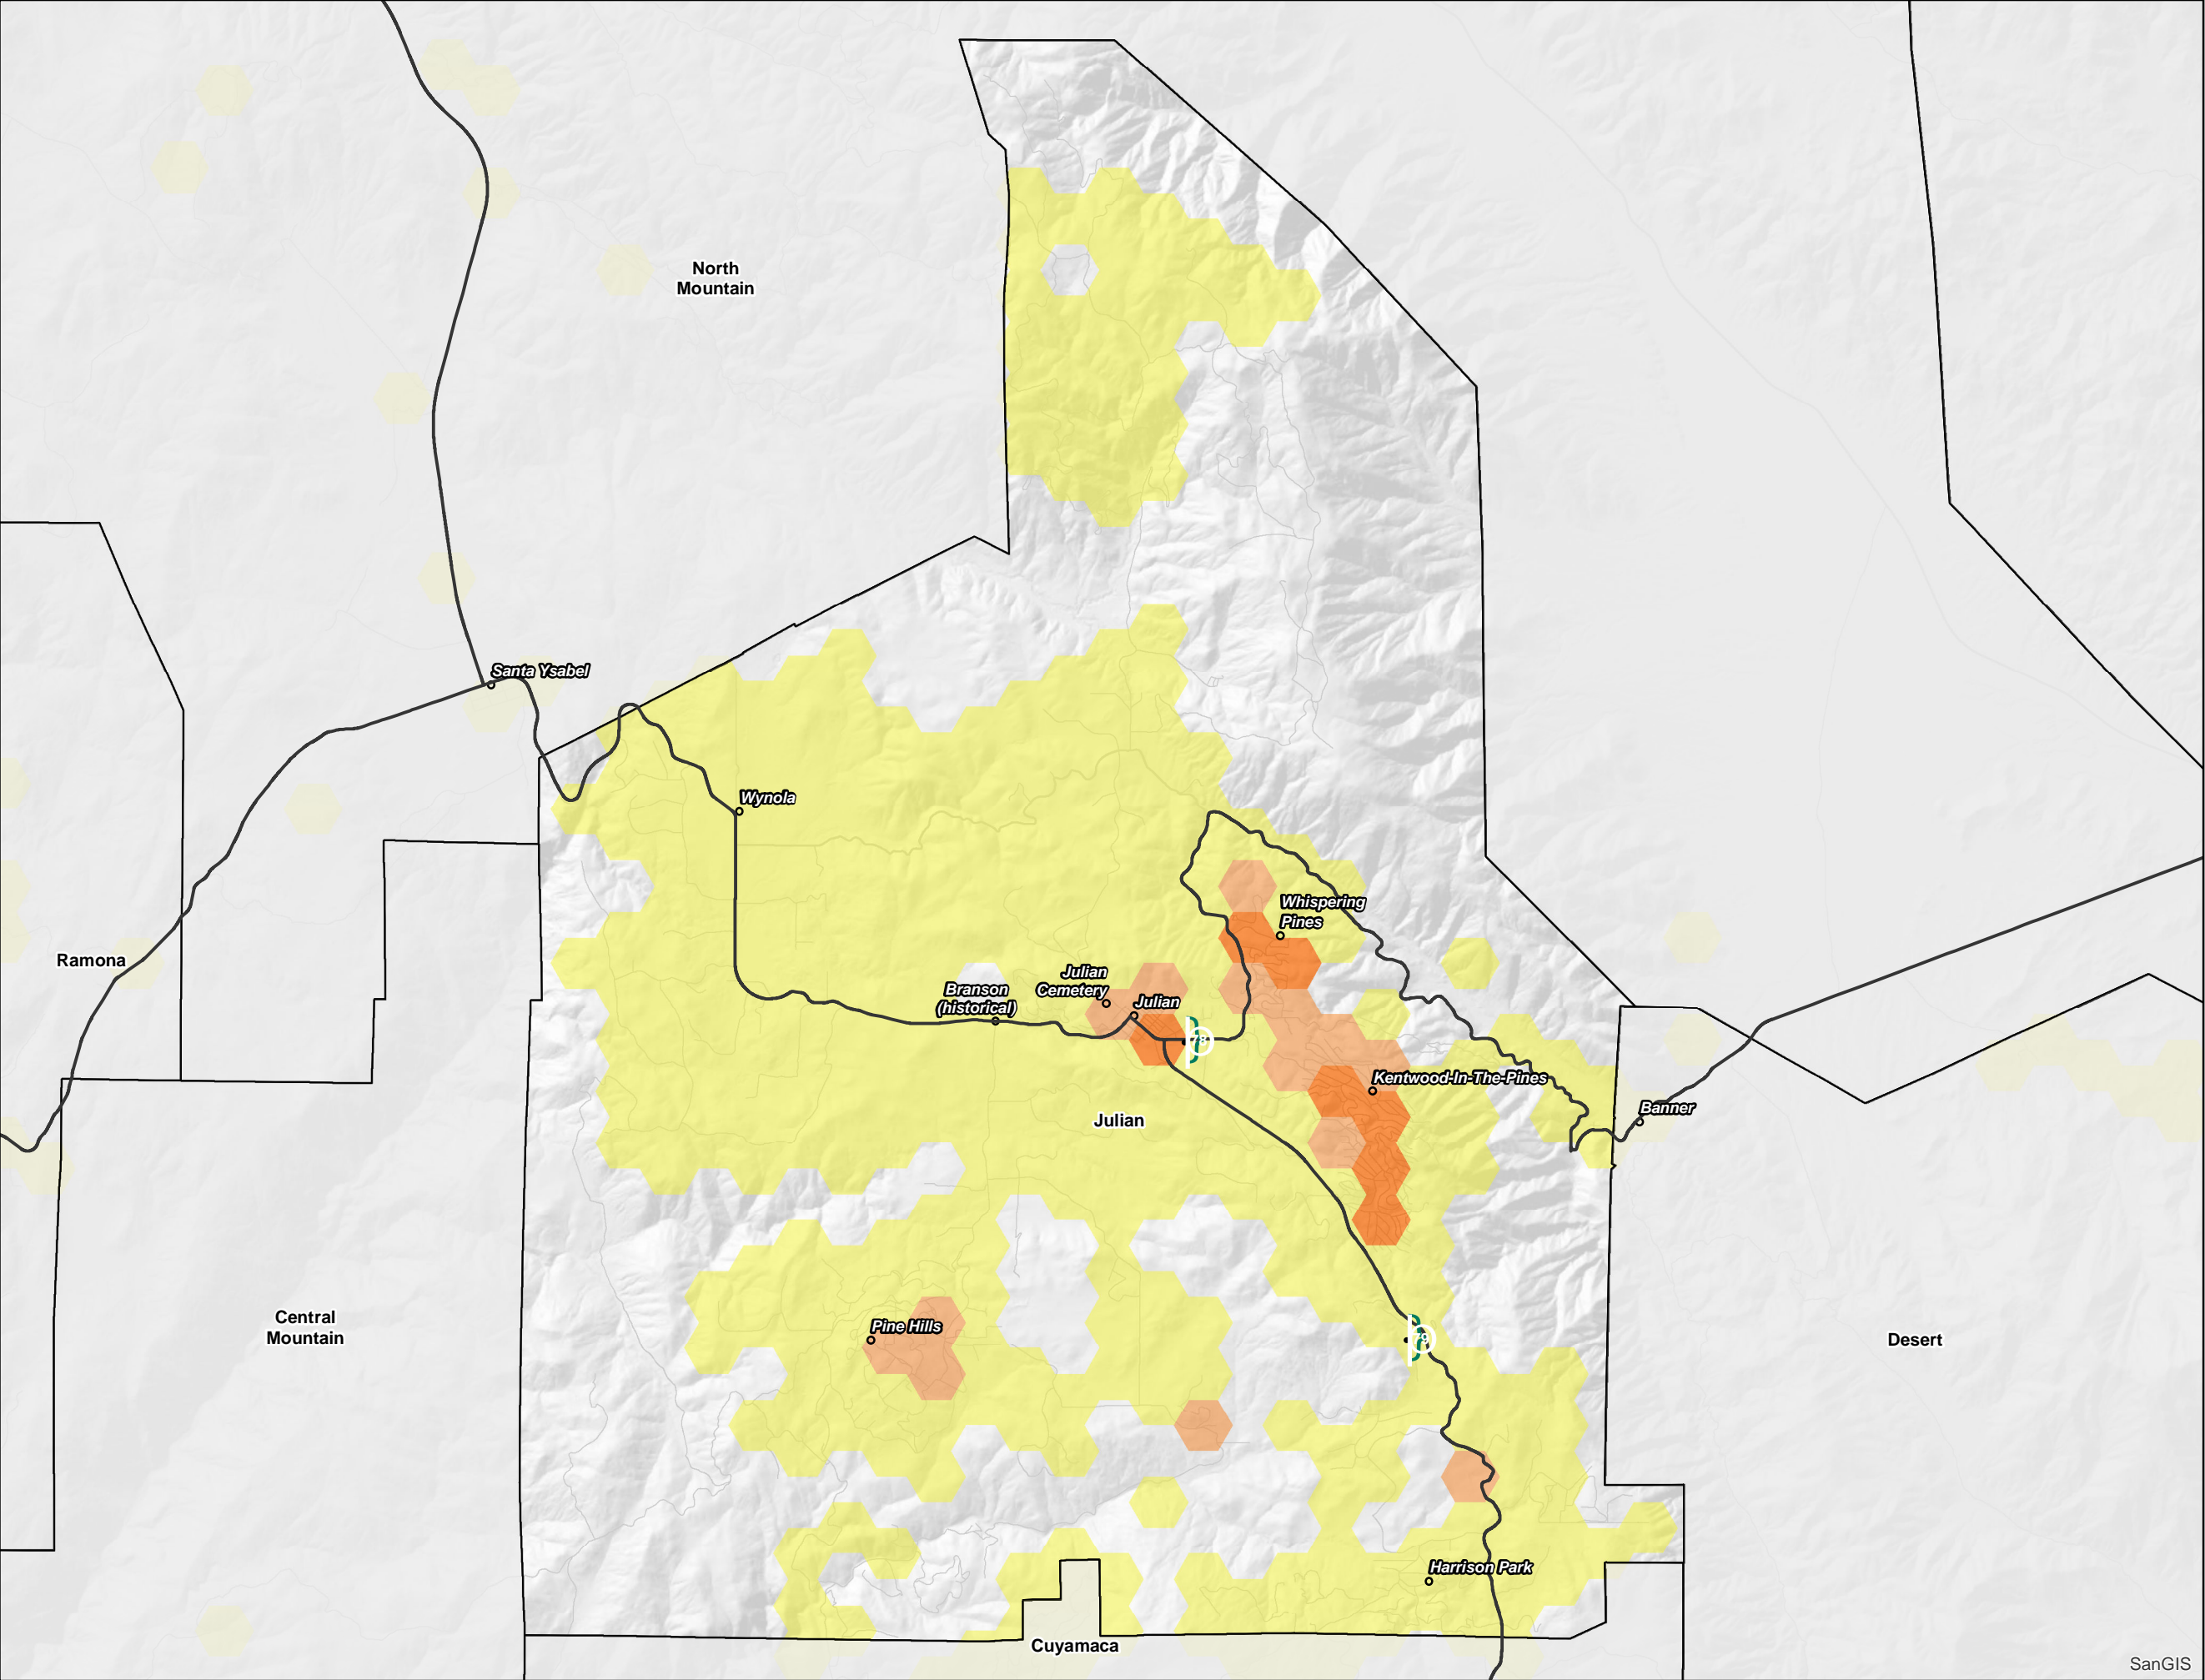 North
Mountain
Santa Ysabel
Wynola
Whispering
Pines
Ramona
Julian
Cemetery
Branson
(historical)
Julian
Kentwood-In-The-Pines
Banner
Julian
Central
Mountain
Pine Hills
Desert
Harrison Park
Cuyamaca
SanGIS